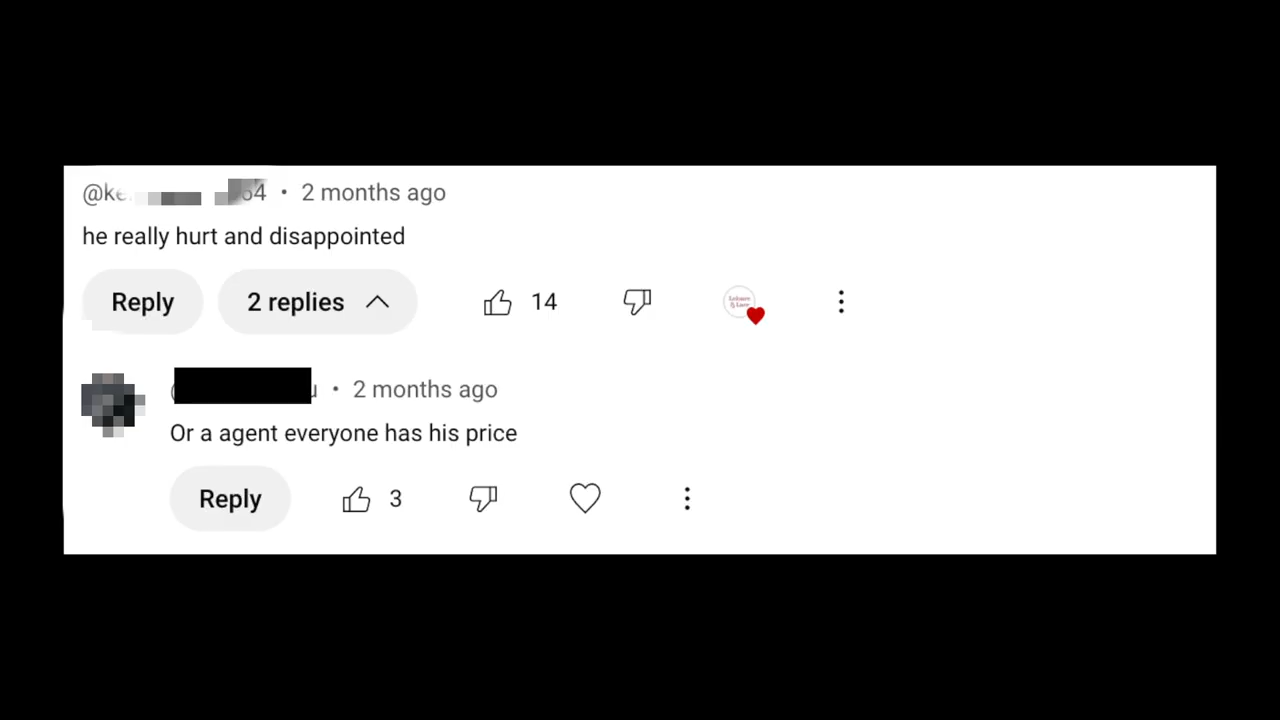 • 2 months ago
he really hurt and disappointed
Reply
2 replies
14
• 2 months ago
Or a agent everyone has his price
Reply
3